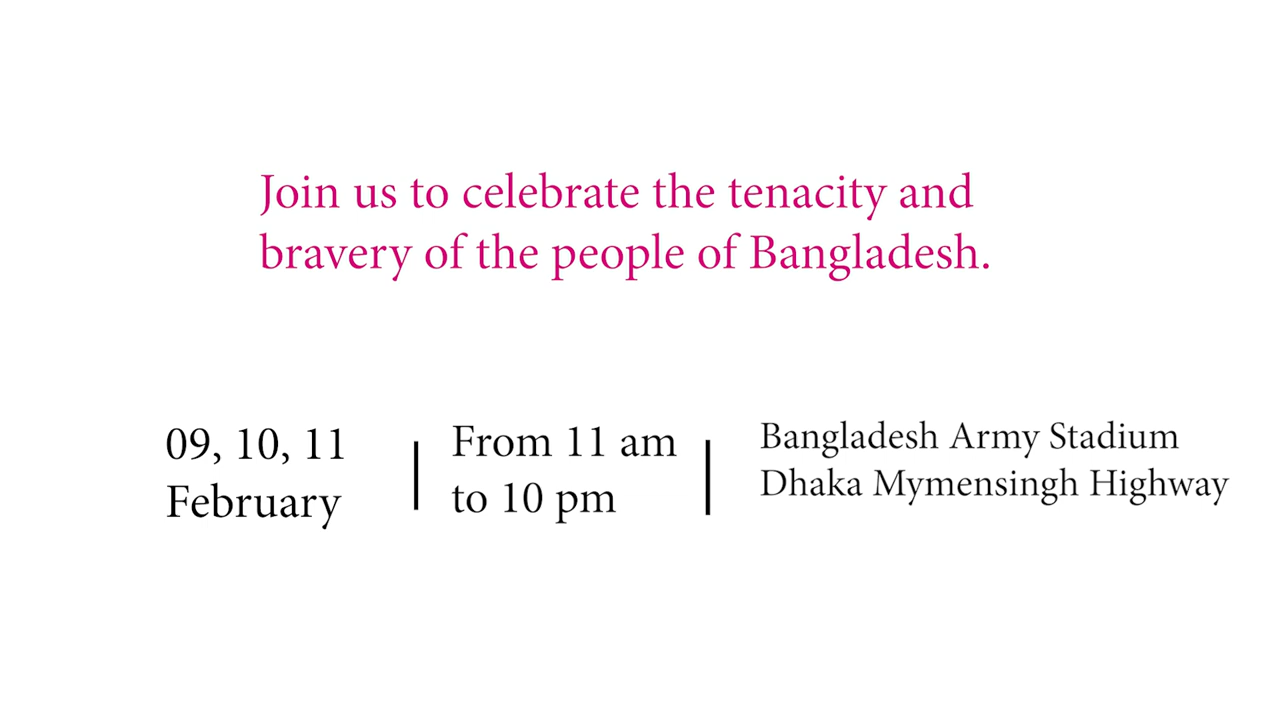 Join us to celebrate the tenacity and
bravery of the people of Bangladesh.
09, 10, 11
February
From 11 am
to 10 pm
Bangladesh Army Stadium
Dhaka Mymensingh Highway